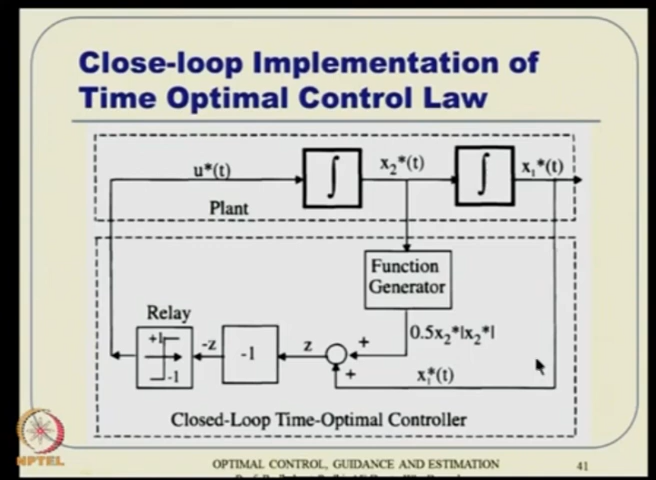 Close-loop Implementation of
Time Optimal Control Law
u*(t)
∫
x₂*(t)
∫
x₁*(t)
Plant
Function
Generator
Relay
+1
-1
-z
-1
z
+
+
0.5x₂*|x₂*|
x₁*(t)
Closed-Loop Time-Optimal Controller
NPTEL
OPTIMAL CONTROL, GUIDANCE AND ESTIMATION
41